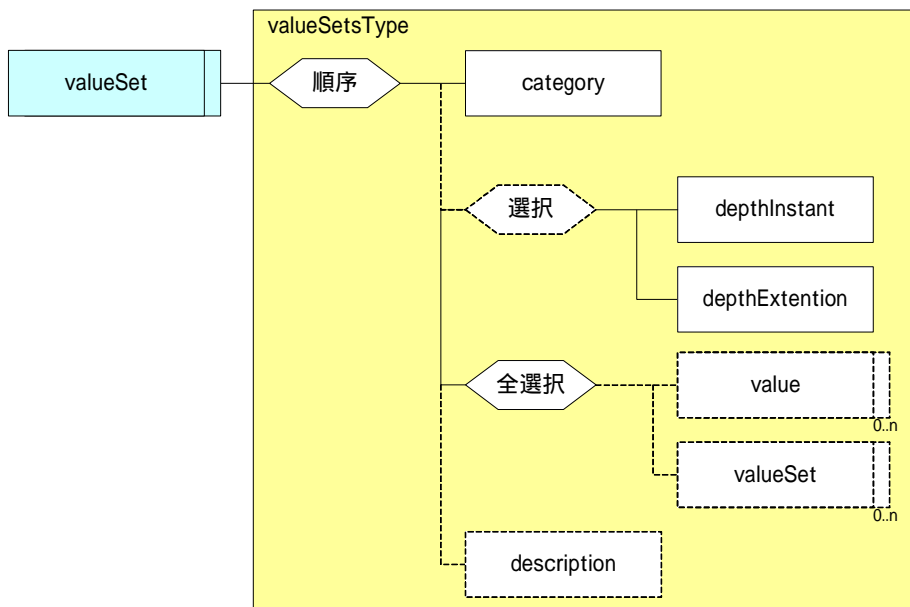 valueSetsType
valueSet
順序
category
選択
depthInstant
depthExtention
全選択
value
0..n
valueSet
0..n
description